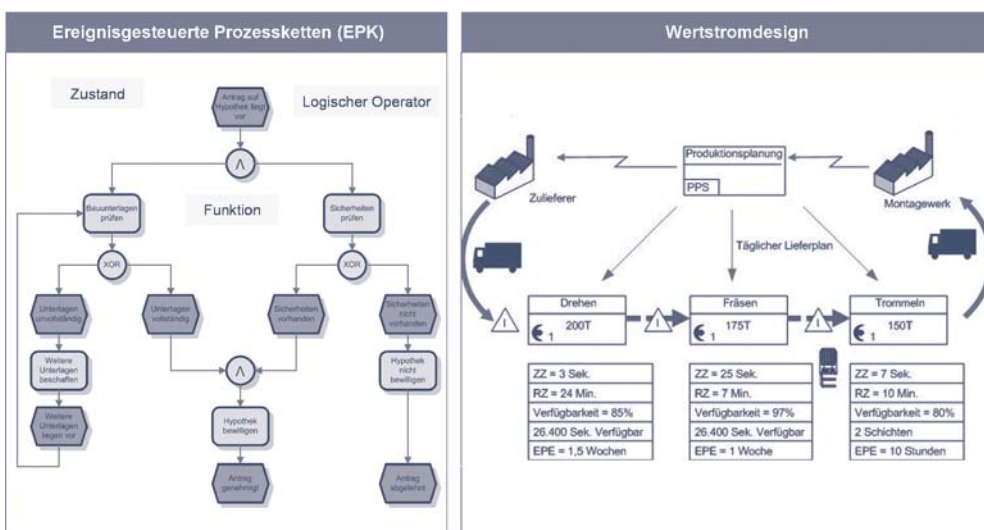 Ereignisgesteuerte Prozessketten (EPK)
Zustand
Logischer Operator
Antrag auf
Hypothek liegt
vor
Λ
Bauunterlagen
prüfen
Funktion
Sicherheiten
prüfen
XOR
XOR
Unterlagen
unvollständig
Unterlagen
vollständig
Sicherheiten
vorhanden
Sicherheiten
nicht
vorhanden
Weitere
Unterlagen
beschaffen
Λ
Hypothek
nicht
bewilligen
Weitere
Unterlagen
liegen vor
Hypothek
bewilligen
Antrag
genehmigt
Antrag
abgelehnt
Wertstromdesign
Produktionsplanung
PPS
Zulieferer
Montagewerk
Täglicher Lieferplan
I
Drehen
200T
1
I
Fräsen
175T
1
I
Trommeln
150T
1
ZZ = 3 Sek.
RZ = 24 Min.
Verfügbarkeit = 85%
26.400 Sek. Verfügbar
EPE = 1,5 Wochen
ZZ = 25 Sek.
RZ = 7 Min.
Verfügbarkeit = 97%
26.400 Sek. Verfügbar
EPE = 1 Woche
ZZ = 7 Sek.
RZ = 10 Min.
Verfügbarkeit = 80%
2 Schichten
EPE = 10 Stunden